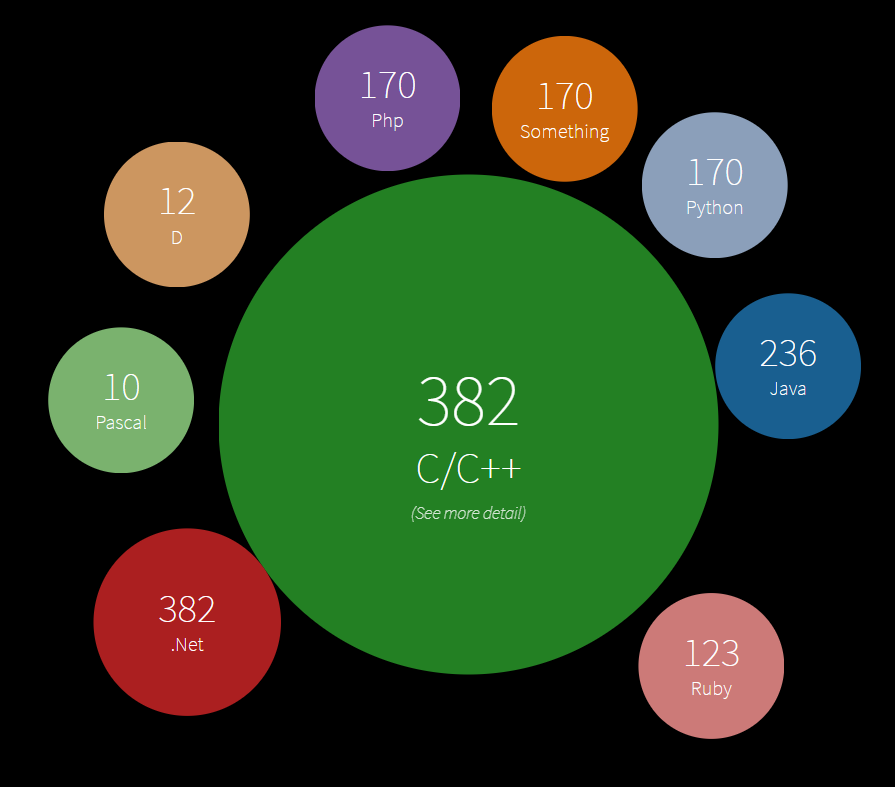 170
Php
170
Something
170
Python
12
D
236
Java
10
Pascal
382
C/C++
(See more detail)
382
.Net
123
Ruby